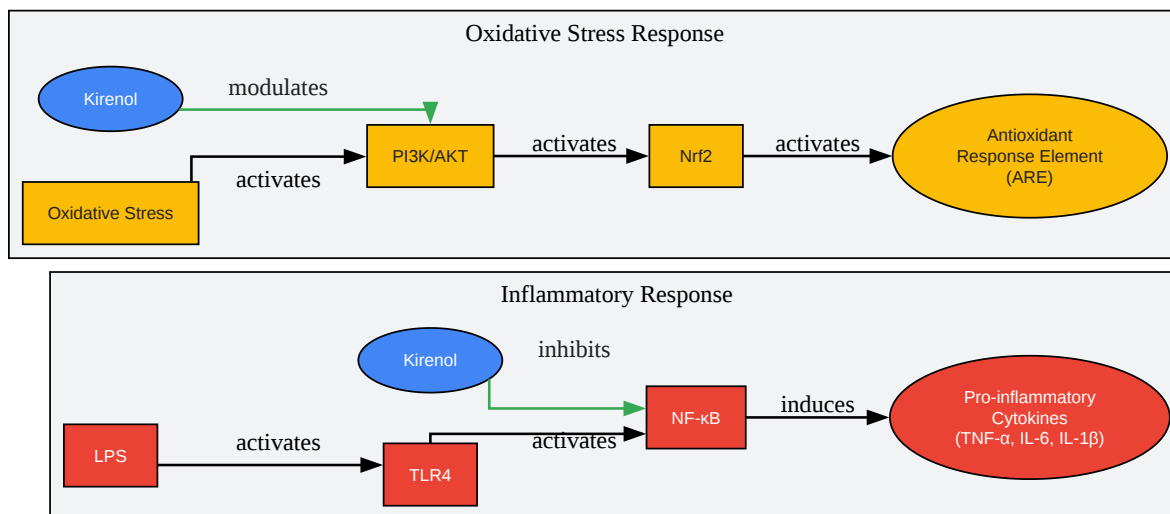 Oxidative Stress Response
Kirenol
modulates
PI3K/AKT
activates
Nrf2
activates
Antioxidant
Response Element
(ARE)
activates
Oxidative Stress
Inflammatory Response
Kirenol
inhibits
NF-κB
induces
Pro-inflammatory
Cytokines
(TNF-α, IL-6, IL-1β)
LPS
activates
TLR4
activates